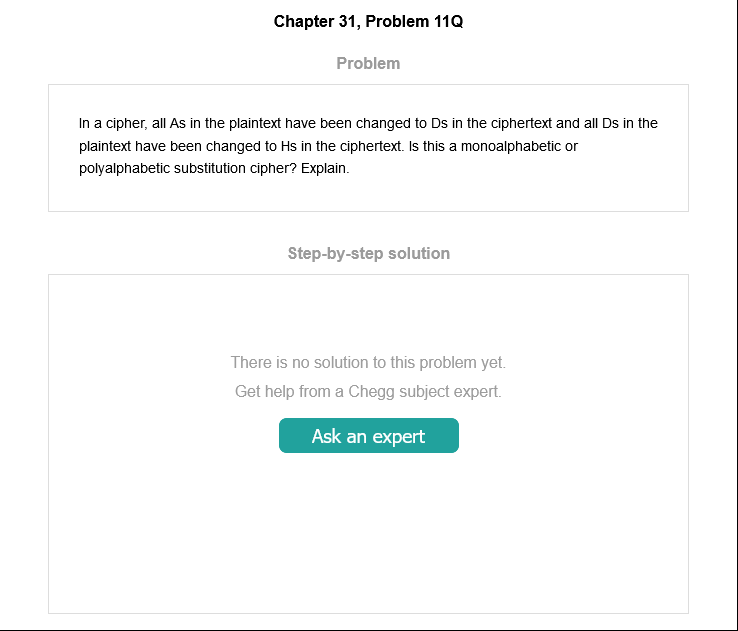 Chapter 31, Problem 11Q
Problem
In a cipher, all As in the plaintext have been changed to Ds in the ciphertext and all Ds in the
plaintext have been changed to Hs in the ciphertext. Is this a monoalphabetic or
polyalphabetic substitution cipher? Explain.
Step-by-step solution
There is no solution to this problem yet.
Get help from a Chegg subject expert.
Ask an expert